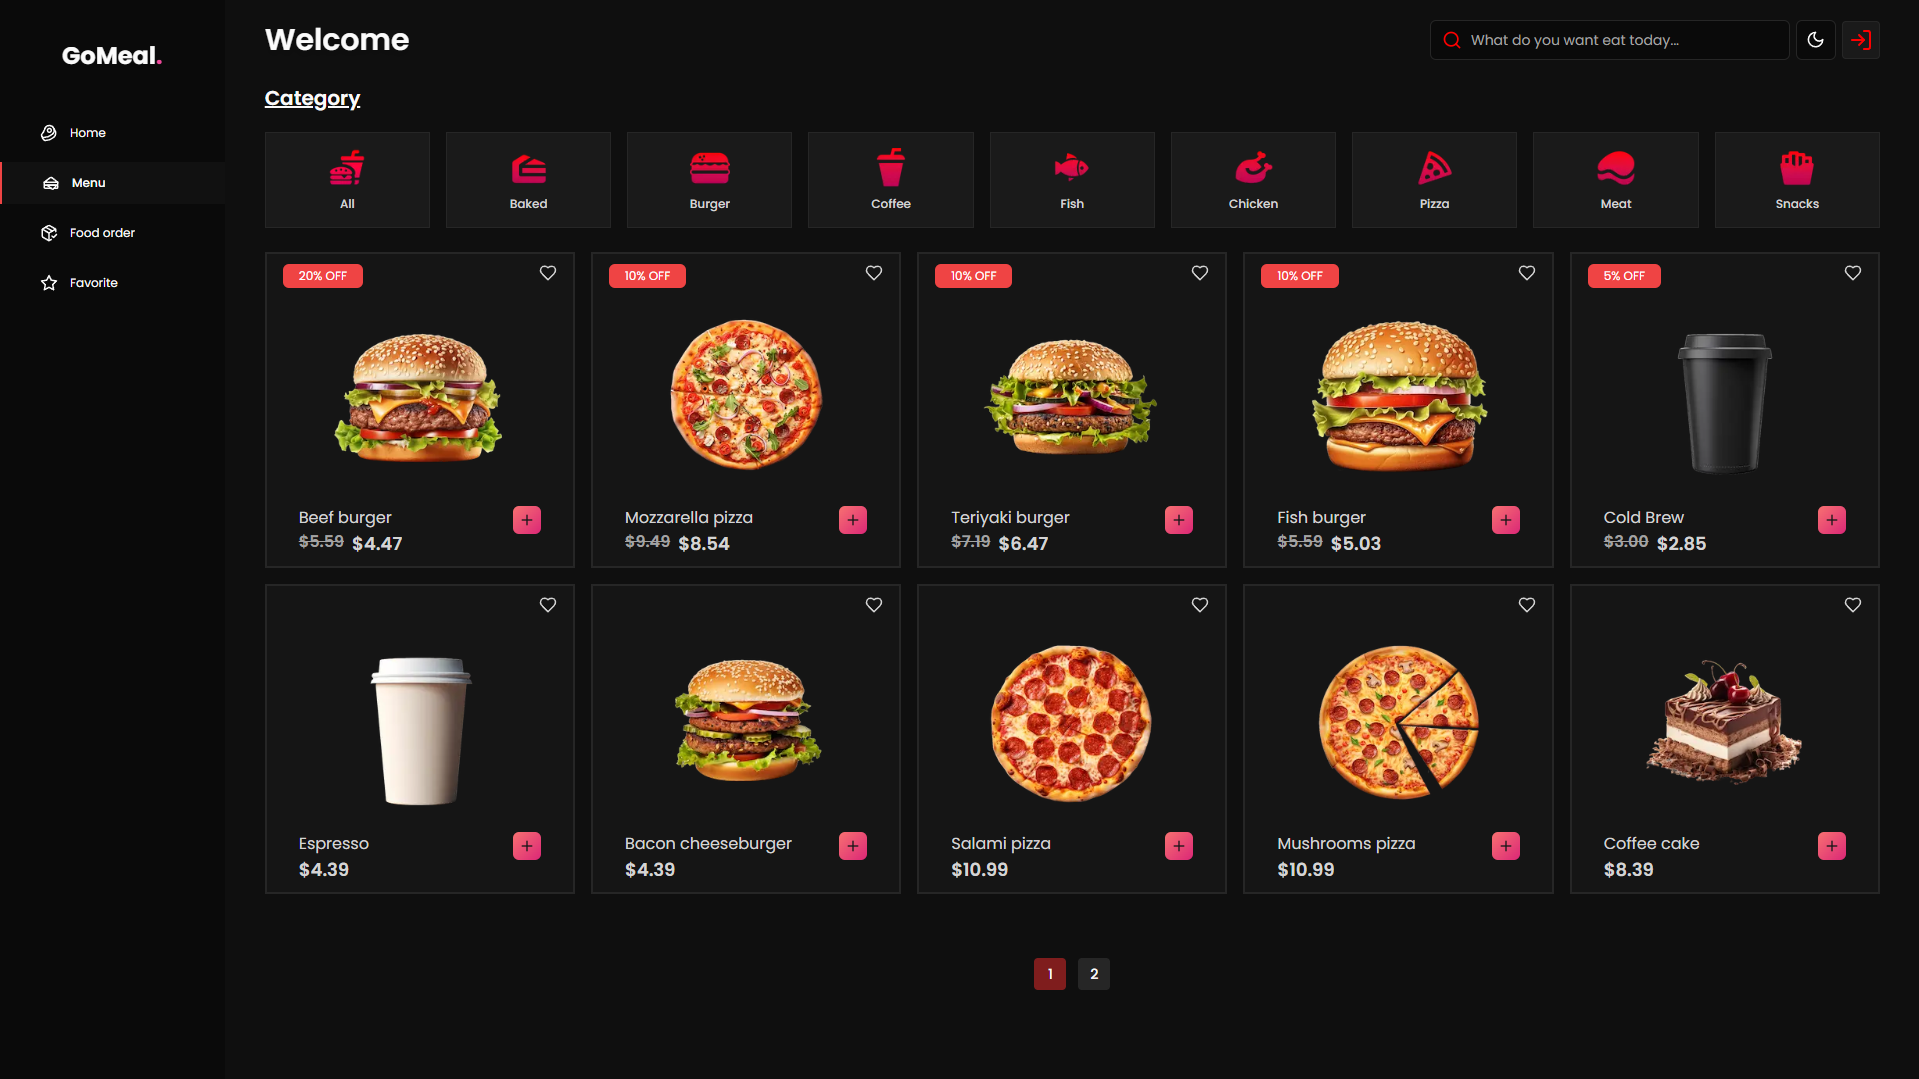 GoMeal.
Home
Menu
Food order
Favorite
Welcome
What do you want eat today...
Category
All
Baked
Burger
Coffee
Fish
Chicken
Pizza
Meat
Snacks
20% OFF
Beef burger
$5.59 $4.47
10% OFF
Mozzarella pizza
$9.49 $8.54
10% OFF
Teriyaki burger
$7.19 $6.47
10% OFF
Fish burger
$5.59 $5.03
5% OFF
Cold Brew
$3.00 $2.85
Espresso
$4.39
Bacon cheeseburger
$4.39
Salami pizza
$10.99
Mushrooms pizza
$10.99
Coffee cake
$8.39
1 2